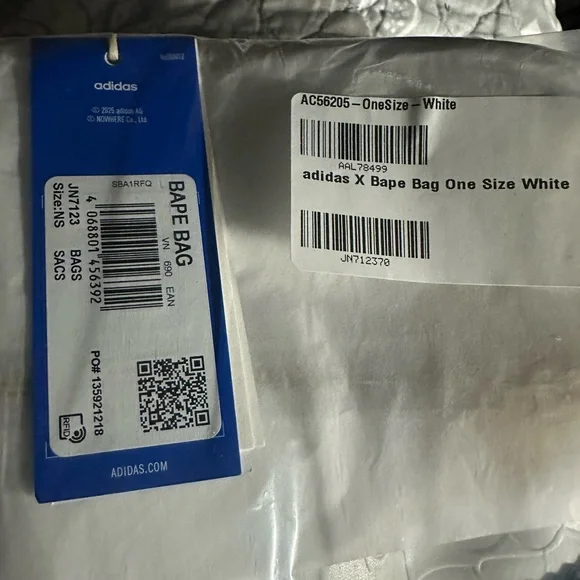 adidas
© 2025 adidas AG
© NOWHERE Co., Ltd.
BAPE BAG
SBA1RFQ
VN 690 EAN
4 068801 456392
JN7123 BAGS
Size:NS SACS
PO# 135921218
RFID
ADIDAS.COM
AC56205-OneSize-White
AAL78499
adidas X Bape Bag One Size White
JN712370